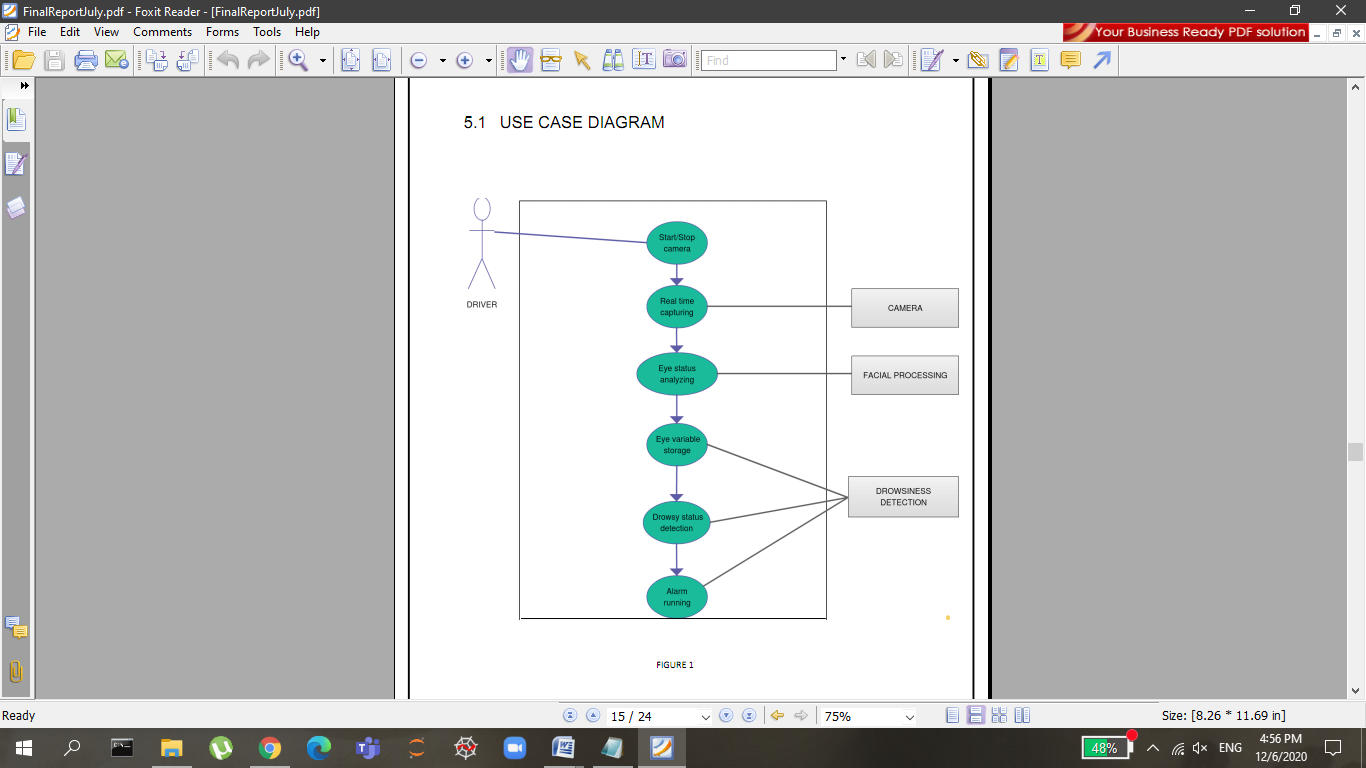 FinalReportJuly.pdf - Foxit Reader - [FinalReportJuly.pdf]
File Edit View Comments Forms Tools Help
Your Business Ready PDF solution
Find
5.1 USE CASE DIAGRAM
DRIVER
Start/Stop
camera
Real time
capturing
CAMERA
Eye status
analyzing
FACIAL PROCESSING
Eye variable
storage
DROWSINESS
DETECTION
Drowsy status
detection
Alarm
running
FIGURE 1
Ready
15 / 24
75%
Size: [8.26 * 11.69 in]
48%
ENG
4:56 PM
12/6/2020